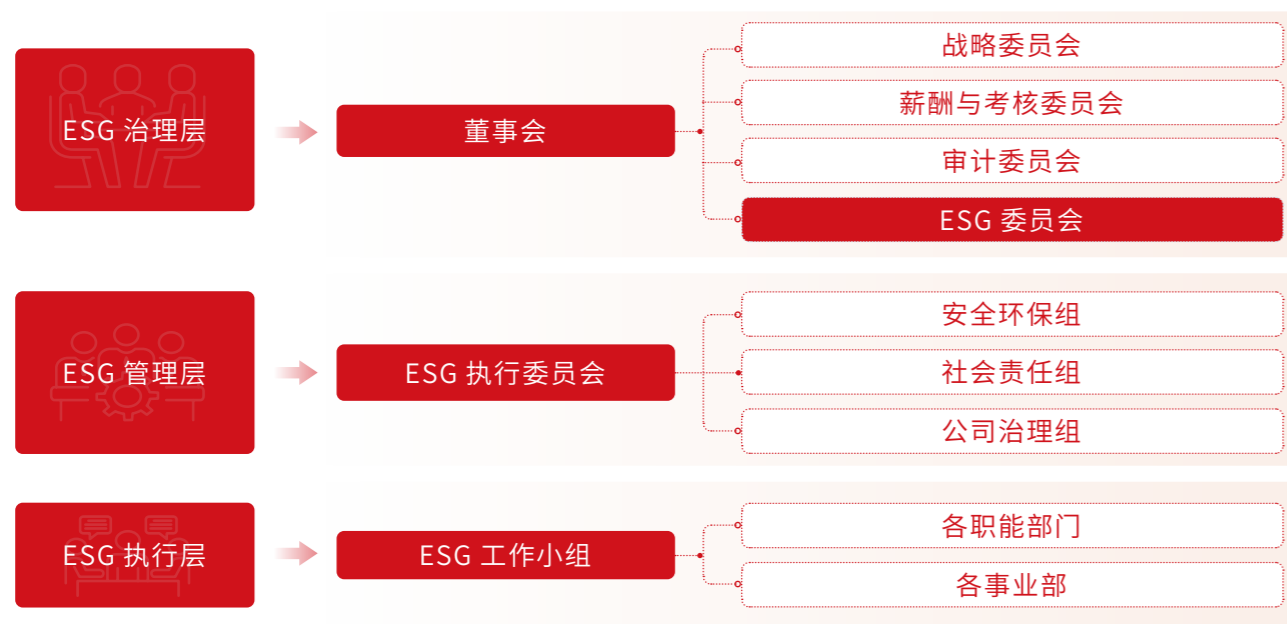 ESG 治理层
董事会
战略委员会
薪酬与考核委员会
审计委员会
ESG 委员会
ESG 管理层
ESG 执行委员会
安全环保组
社会责任组
公司治理组
ESG 执行层
ESG 工作小组
各职能部门
各事业部